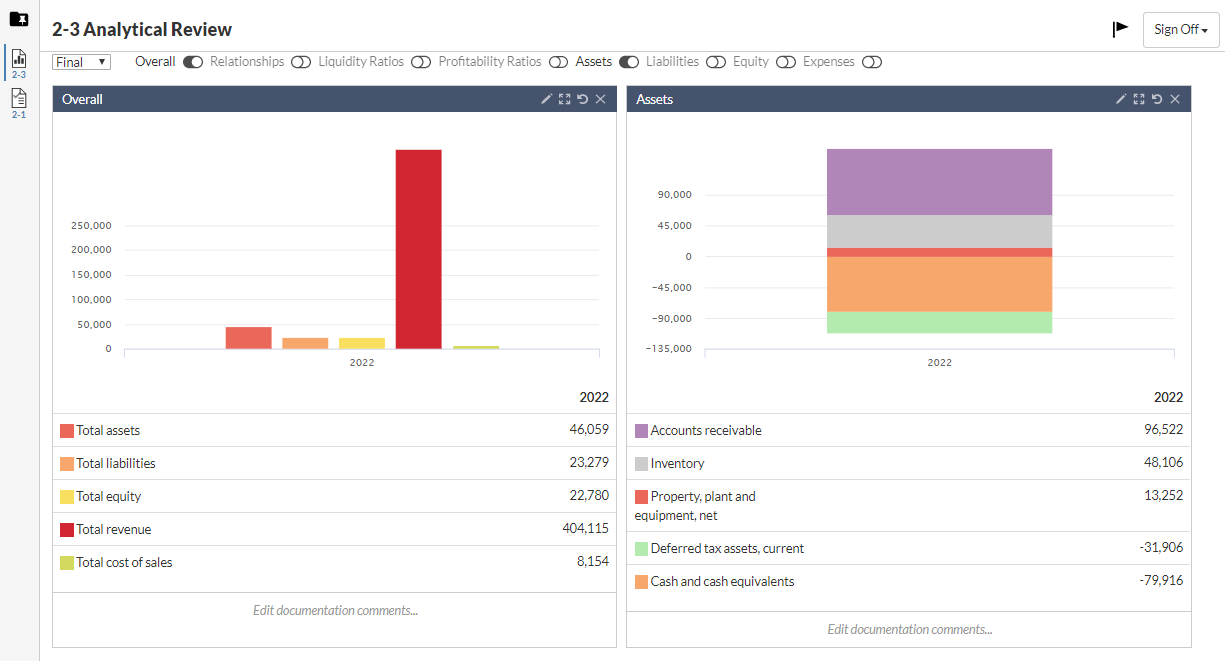 2-3 Analytical Review
Sign Off
2-3
2-1
Final
Overall Relationships Liquidity Ratios Profitability Ratios Assets Liabilities Equity Expenses
Overall
250,000
200,000
150,000
100,000
50,000
0
2022
2022
Total assets 46,059
Total liabilities 23,279
Total equity 22,780
Total revenue 404,115
Total cost of sales 8,154
Edit documentation comments...
Assets
90,000
45,000
0
-45,000
-90,000
-135,000
2022
2022
Accounts receivable 96,522
Inventory 48,106
Property, plant and 13,252
equipment, net
Deferred tax assets, current -31,906
Cash and cash equivalents -79,916
Edit documentation comments...